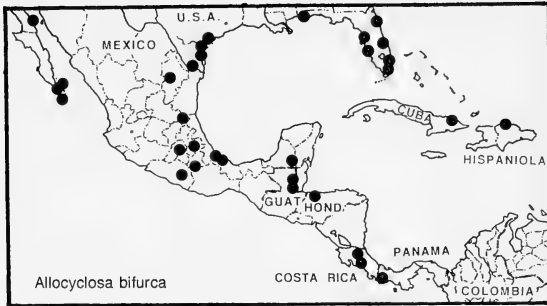 U.S.A.
MEXICO
CUBA
HISPANIOLA
GUAT
HOND.
PANAMA
COSTA RICA
COLOMBIA
Allocyclosa bifurca